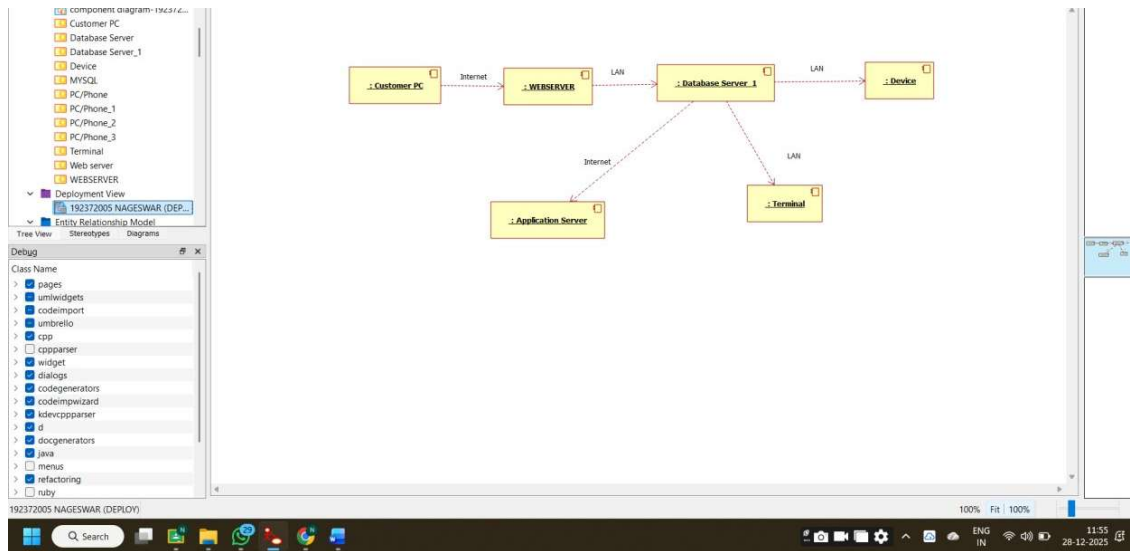 component diagram-192372...
Customer PC
Database Server
Database Server_1
Device
MYSQL
PC/Phone
PC/Phone_1
PC/Phone_2
PC/Phone_3
Terminal
Web server
WEBSERVER
Deployment View
192372005 NAGESWAR (DEP...
Entity Relationship Model
Tree View Stereotypes Diagrams
Debug
Class Name
pages
umlwidgets
codeimport
umbrello
cpp
cppparser
widget
dialogs
codegenerators
codeimpwizard
kdevcppparser
d
docgenerators
java
menus
refactoring
ruby
: Customer PC
Internet
: WEBSERVER
LAN
: Database Server_1
LAN
: Device
Internet
LAN
: Application Server
: Terminal
192372005 NAGESWAR (DEPLOY)
100% Fit 100%
Search
29
ENG
IN
11:55
28-12-2025